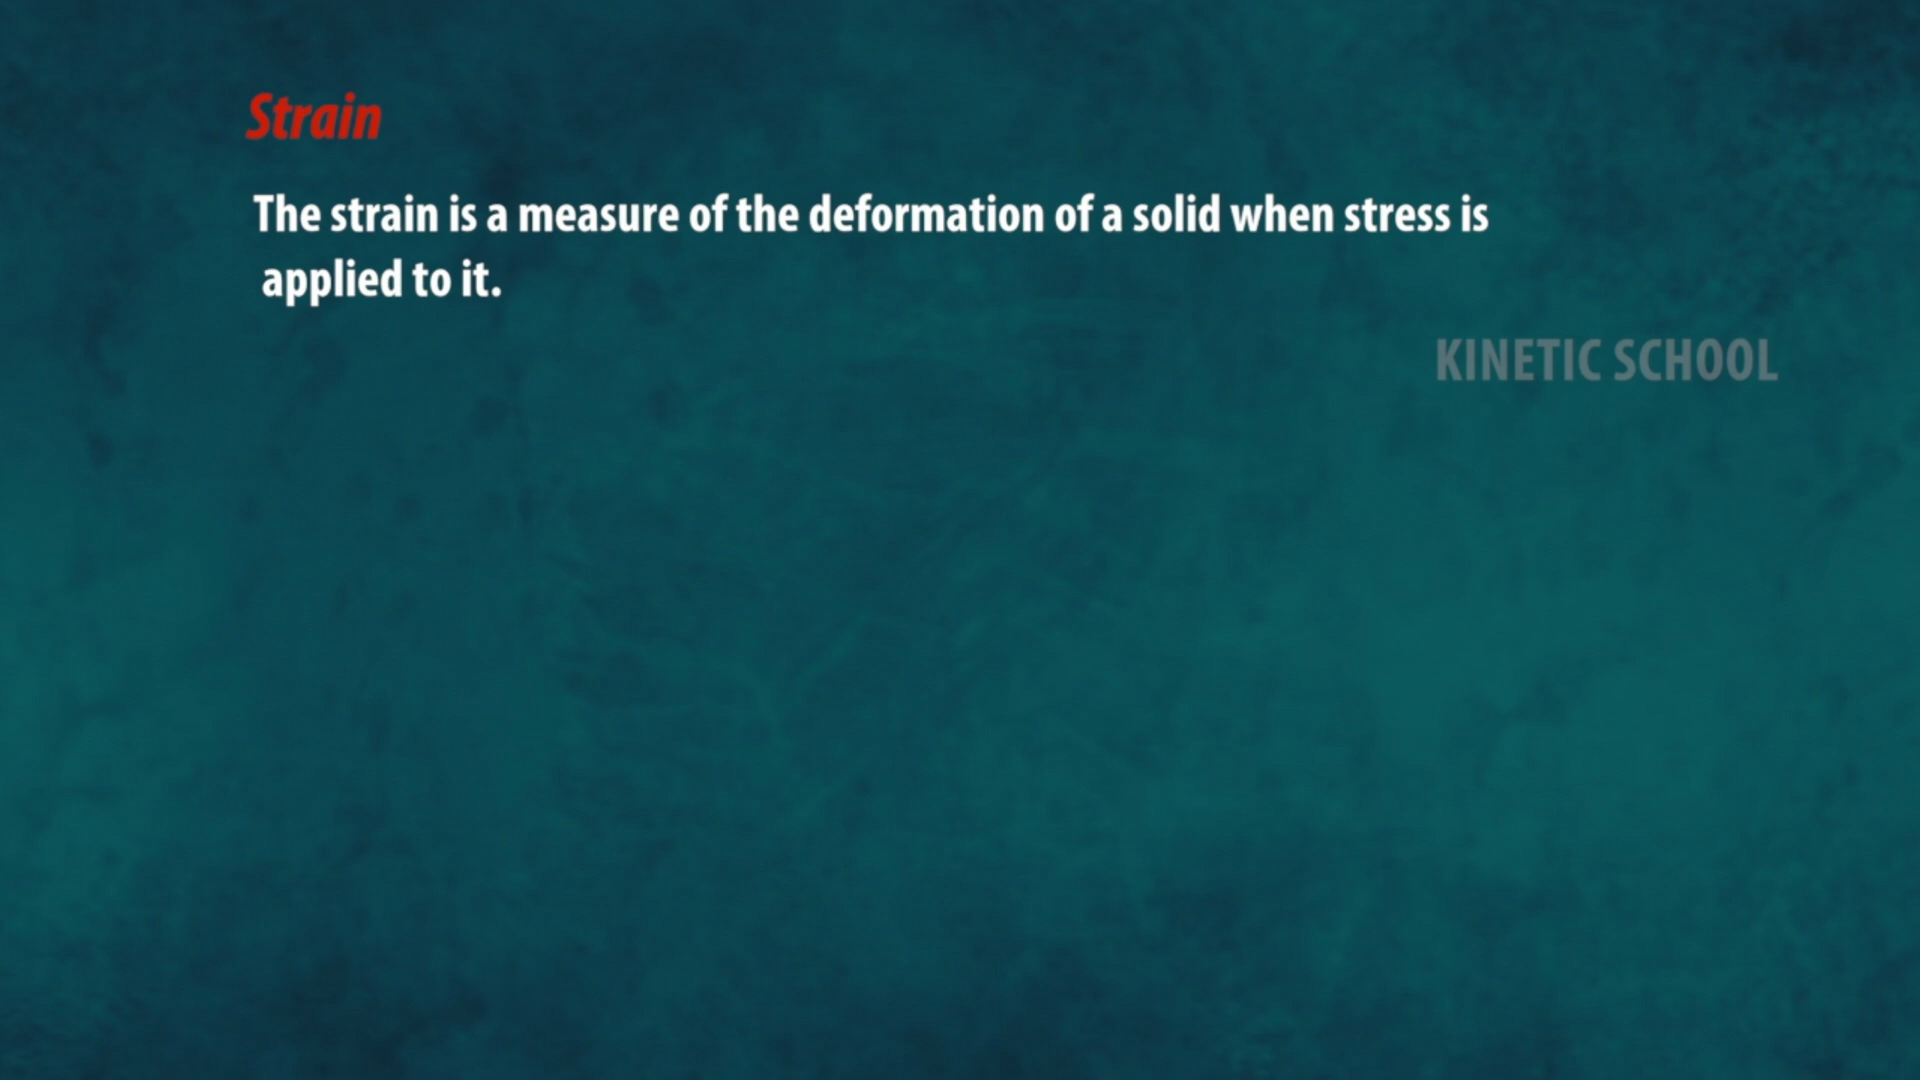 Strain
The strain is a measure of the deformation of a solid when stress is
applied to it.
KINETIC SCHOOL